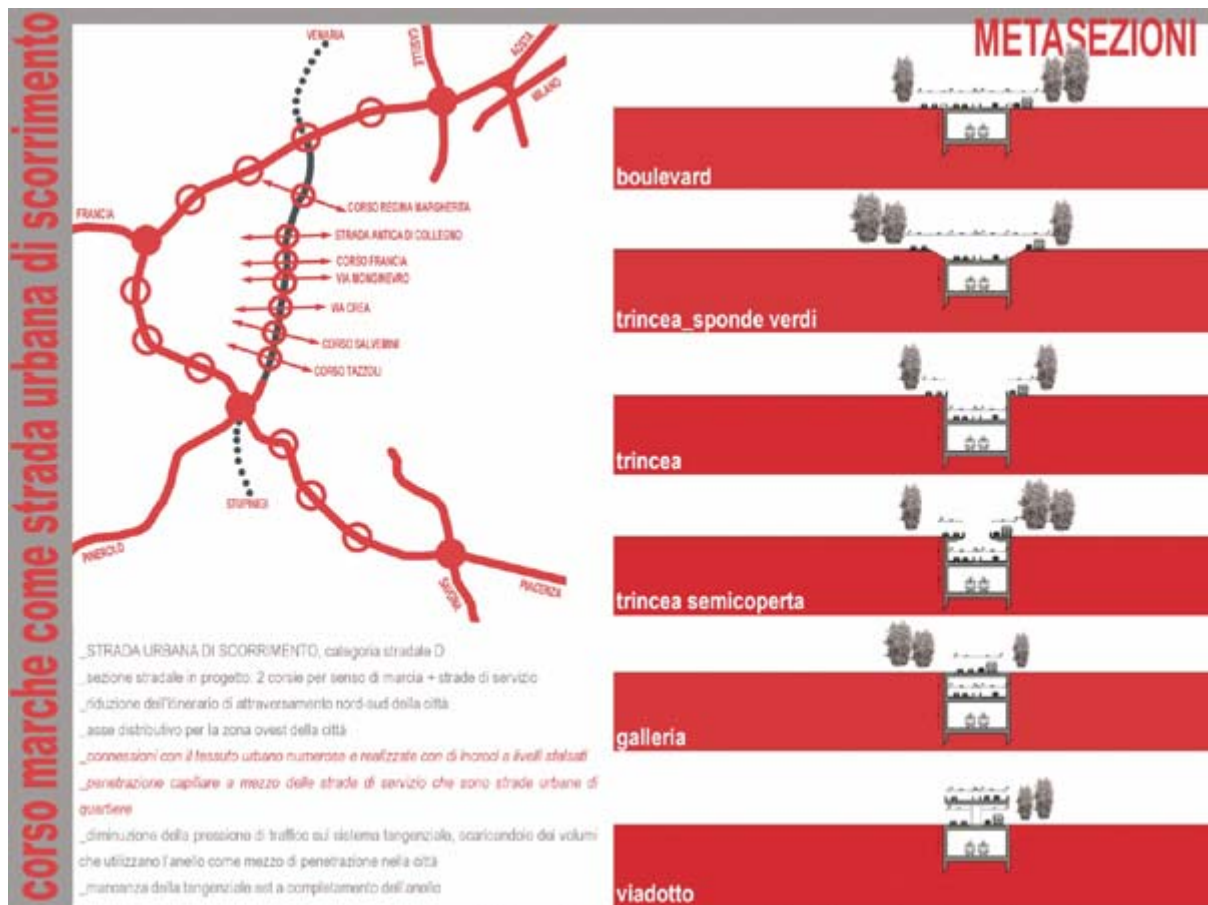 corso marche come strada urbana di scorrimento
METASEZIONI
VENARIA
CASELLE
AOSTA
MILANO
CORSO REGINA MARGHERITA
FRANCIA
STRADA ANTICA DI COLLEGNO
CORSO FRANCIA
VIA MONGINEVRO
VIA CREA
CORSO SALVEMINI
CORSO TAZZOLI
STUPINIGI
PINEROLO
SAVONA
PIACENZA
_STRADA URBANA DI SCORRIMENTO, categoria stradale D
_sezione stradale in progetto: 2 corsie per senso di marcia + strade di servizio
_riduzione dell'itinerario di attraversamento nord-sud della città
_asse distributivo per la zona ovest della città
_connessioni con il tessuto urbano numerose e realizzate con di incroci a livelli sfalsati
_penetrazione capillare a mezzo delle strade di servizio che sono strade urbane di
quartiere
_diminuzione della pressione di traffico sul sistema tangenziale, scaricandolo dei volumi
che utilizzano l'anello come mezzo di penetrazione nella città
_mancanza della tangenziale est a completamento dell'anello
boulevard
trincea_sponde verdi
trincea
trincea semicoperta
galleria
viadotto